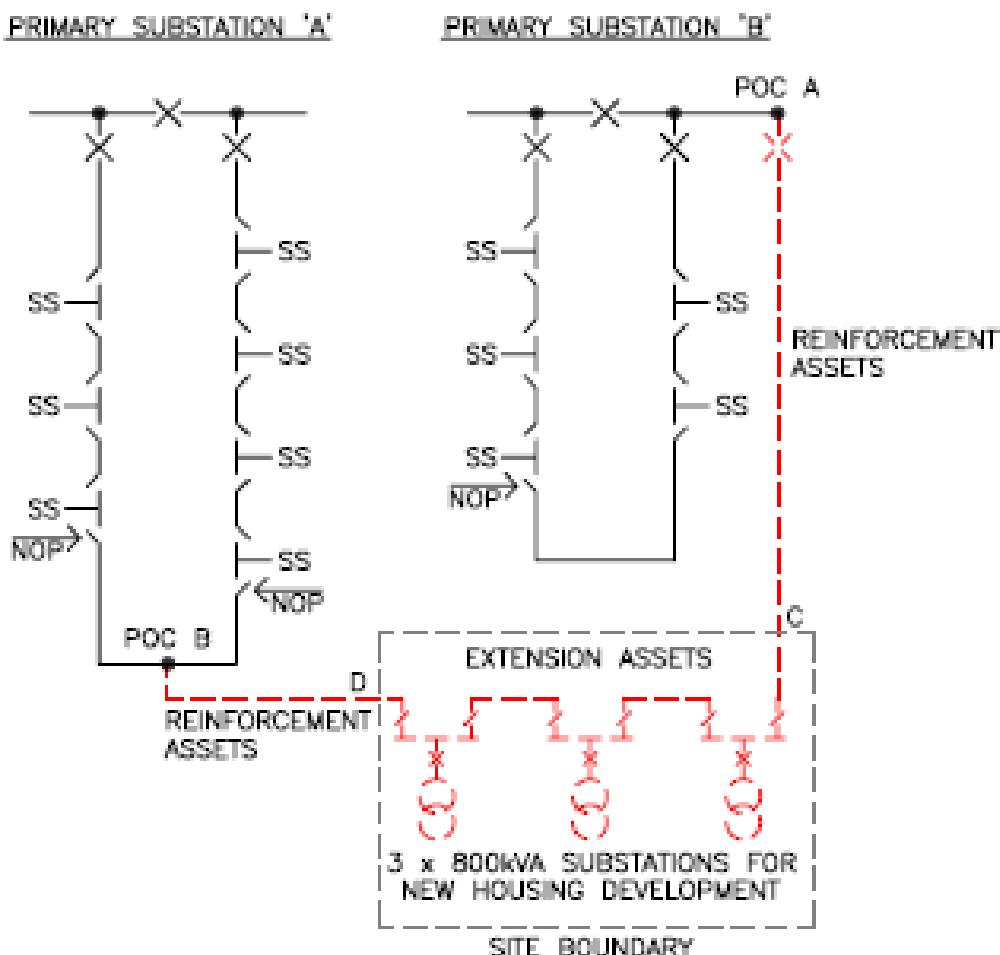 PRIMARY SUBSTATION 'A'
PRIMARY SUBSTATION 'B'
POC A
SS
SS
SS
SS
SS
SS
SS
NOP
NOP
POC B
SS
SS
SS
SS
SS
NOP
REINFORCEMENT
ASSETS
C
D
REINFORCEMENT
ASSETS
EXTENSION ASSETS
3 x 800kVA SUBSTATIONS FOR
NEW HOUSING DEVELOPMENT
SITE BOUNDARY